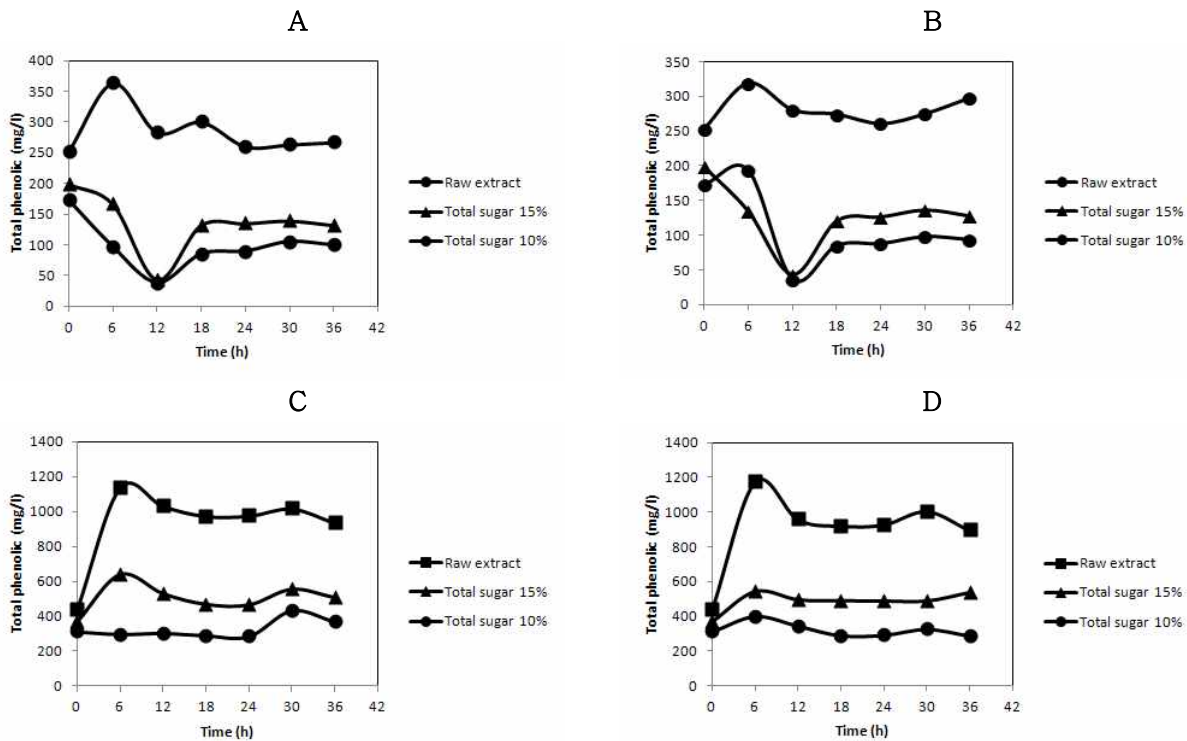 A
Total phenolic (mg/l)
400
350
300
250
200
150
100
50
0
0 6 12 18 24 30 36 42
Time (h)
Raw extract
Total sugar 15%
Total sugar 10%
B
Total phenolic (mg/l)
350
300
250
200
150
100
50
0
0 6 12 18 24 30 36 42
Time (h)
Raw extract
Total sugar 15%
Total sugar 10%
C
Total phenolic (mg/l)
1400
1200
1000
800
600
400
200
0
0 6 12 18 24 30 36 42
Time (h)
Raw extract
Total sugar 15%
Total sugar 10%
D
Total phenolic (mg/l)
1400
1200
1000
800
600
400
200
0
0 6 12 18 24 30 36 42
Time (h)
Raw extract
Total sugar 15%
Total sugar 10%